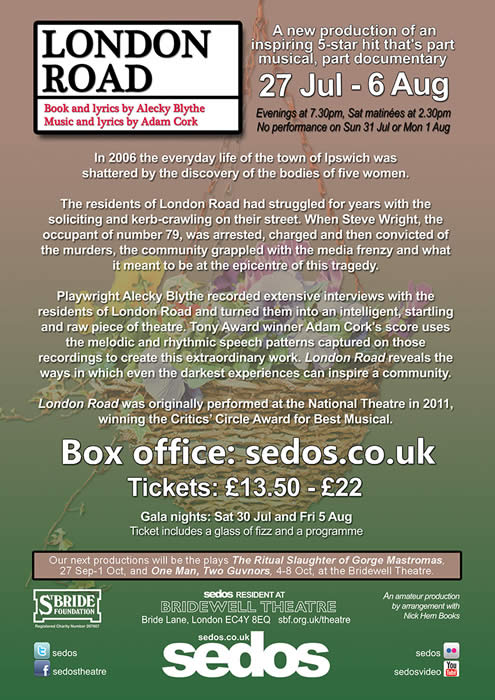 LONDON
ROAD
Book and lyrics by Alecky Blythe
Music and lyrics by Adam Cork
A new production of an
inspiring 5-star hit that's part
musical, part documentary
27 Jul - 6 Aug
Evenings at 7.30pm, Sat matinées at 2.30pm
No performance on Sun 31 Jul or Mon 1 Aug
In 2006 the everyday life of the town of Ipswich was
shattered by the discovery of the bodies of five women.
The residents of London Road had struggled for years with the
soliciting and kerb-crawling on their street. When Steve Wright, the
occupant of number 79, was arrested, charged and then convicted of
the murders, the community grappled with the media frenzy and what
it meant to be at the epicentre of this tragedy.
Playwright Alecky Blythe recorded extensive interviews with the
residents of London Road and turned them into an intelligent, startling
and raw piece of theatre. Tony Award winner Adam Cork's score uses
the melodic and rhythmic speech patterns captured on those
recordings to create this extraordinary work. London Road reveals the
ways in which even the darkest experiences can inspire a community.
London Road was originally performed at the National Theatre in 2011,
winning the Critics' Circle Award for Best Musical.
Box office: sedos.co.uk
Tickets: £13.50 - £22
Gala nights: Sat 30 Jul and Fri 5 Aug
Ticket includes a glass of fizz and a programme
Our next productions will be the plays The Ritual Slaughter of Gorge Mastromas,
27 Sep-1 Oct, and One Man, Two Guvnors, 4-8 Oct, at the Bridewell Theatre.
ST BRIDE
FOUNDATION
Registered Charity Number 207607
sedos RESIDENT AT
BRIDEWELL THEATRE
Bride Lane, London EC4Y 8EQ sbf.org.uk/theatre
An amateur production
by arrangement with
Nick Hern Books
sedos
sedostheatre
sedos.co.uk
sedos
sedos
sedosvideo You Tube